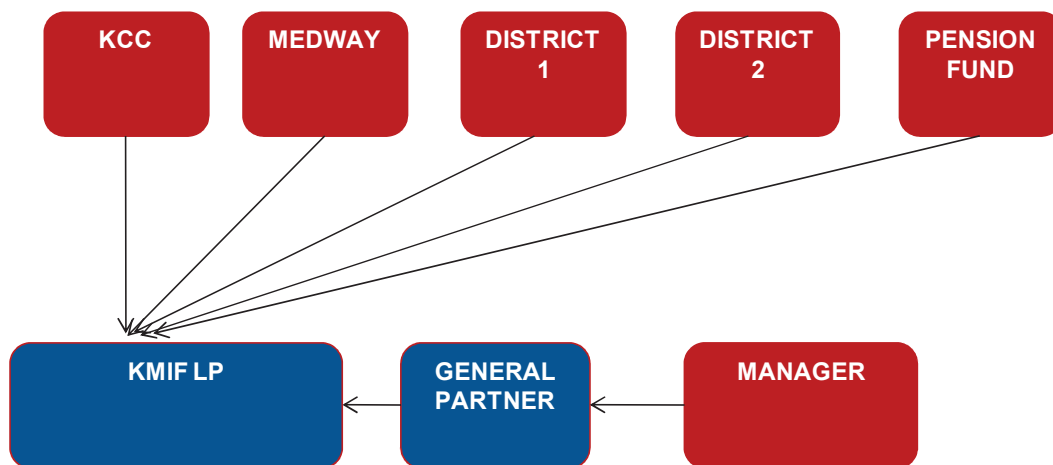 KCC
MEDWAY
DISTRICT
1
DISTRICT
2
PENSION
FUND
KMIF LP
GENERAL
PARTNER
MANAGER